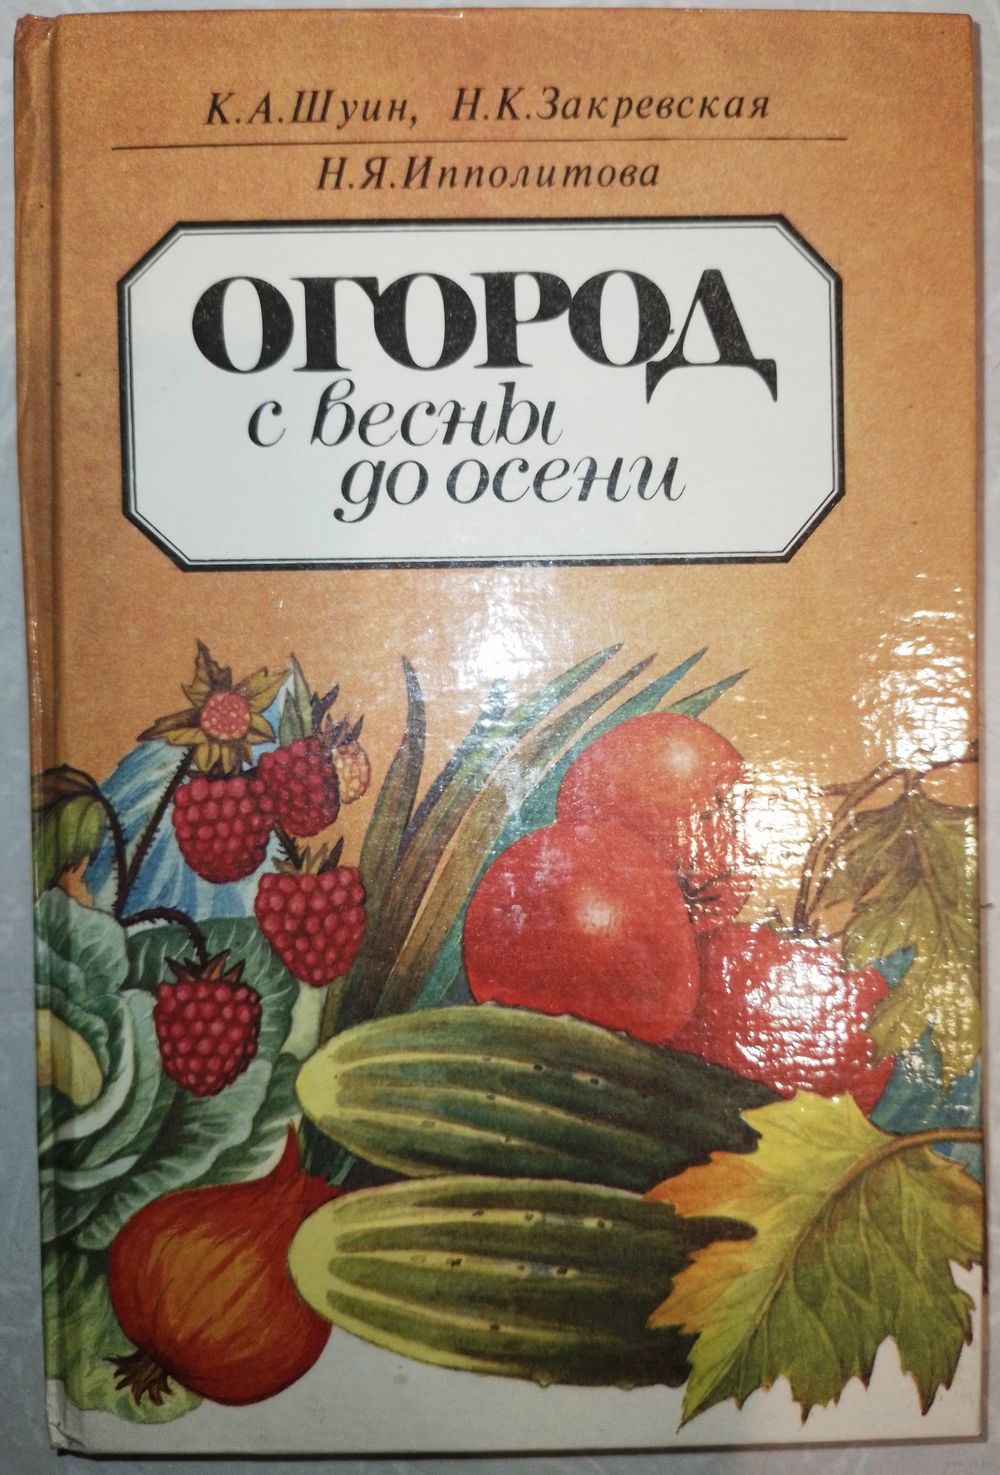 К.А.Шуин, Н.К.Закревская
Н.Я.Ипполитова
ОГОРОД
с весны
до осени